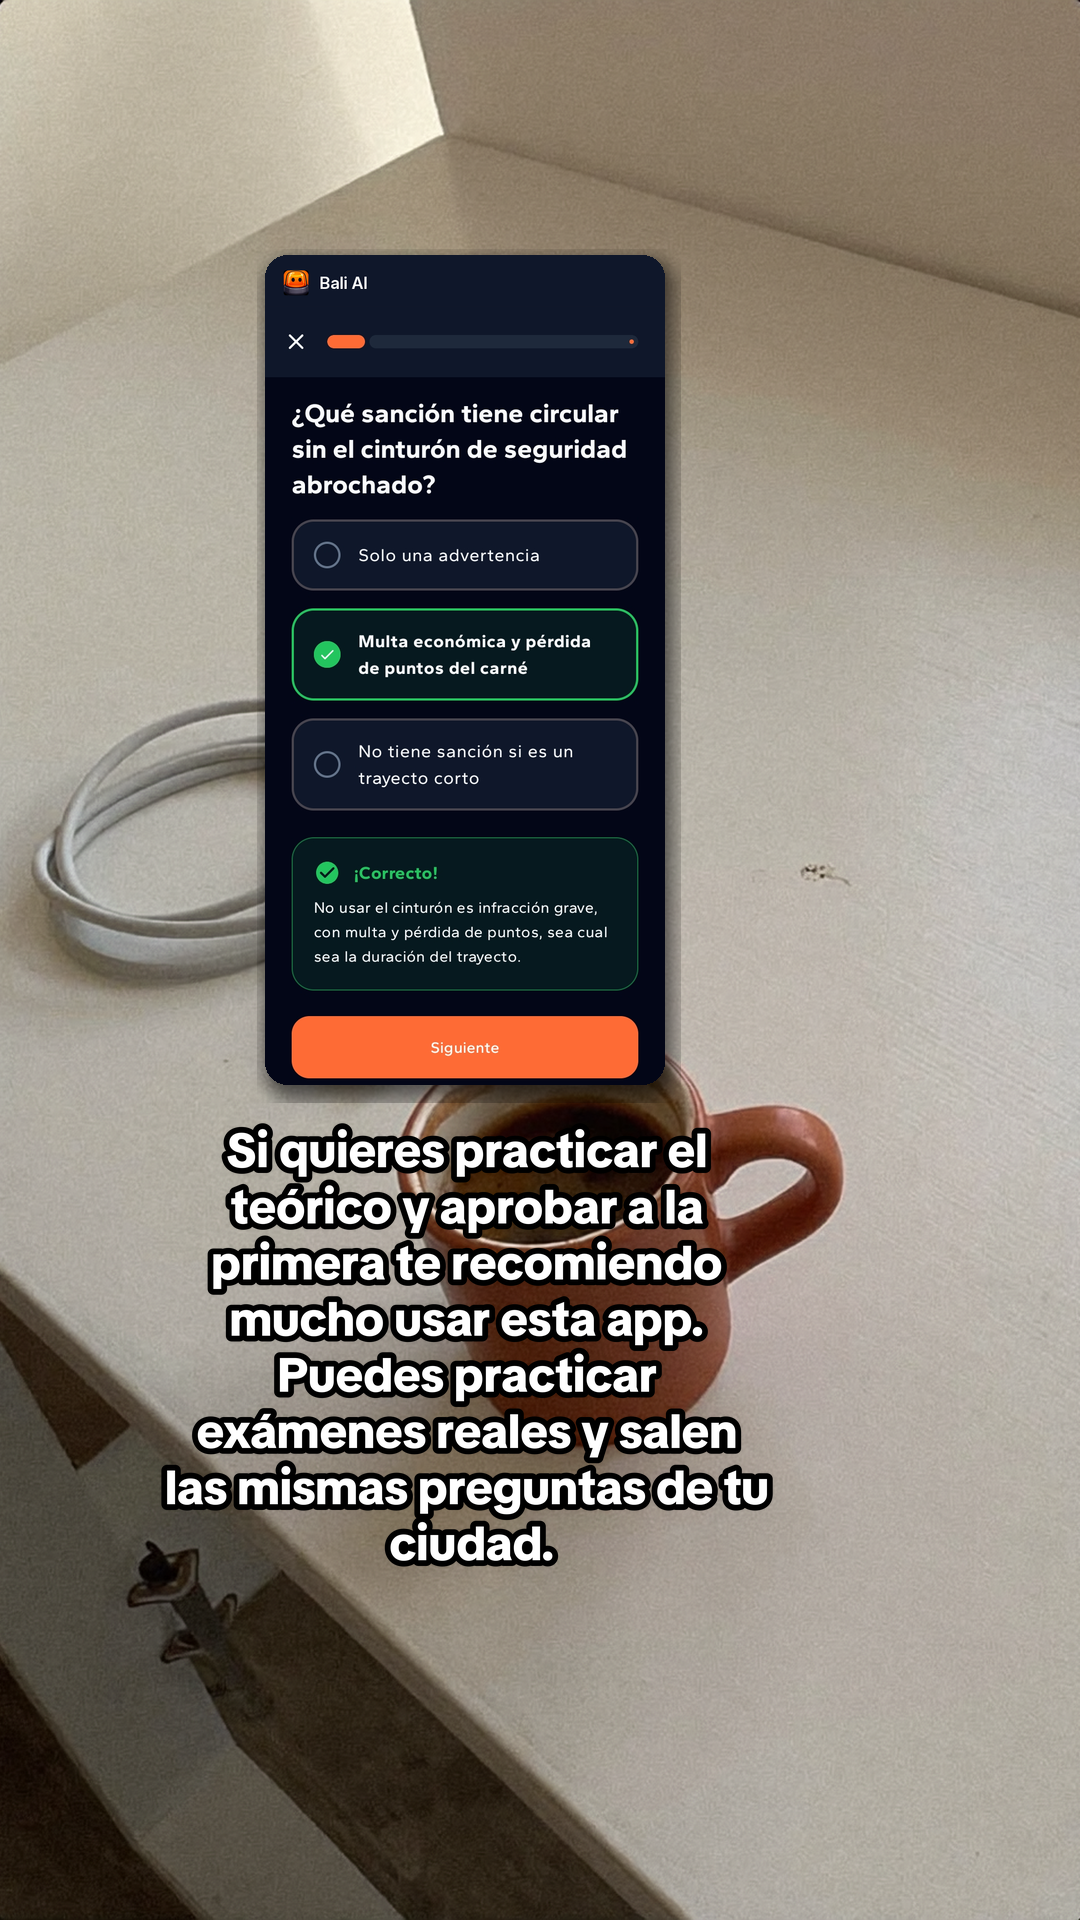 Bali AI
¿Qué sanción tiene circular
sin el cinturón de seguridad
abrochado?
Solo una advertencia
Multa económica y pérdida
de puntos del carné
No tiene sanción si es un
trayecto corto
¡Correcto!
No usar el cinturón es infracción grave,
con multa y pérdida de puntos, sea cual
sea la duración del trayecto.
Siguiente
Si quieres practicar el
teórico y aprobar a la
primera te recomiendo
mucho usar esta app.
Puedes practicar
exámenes reales y salen
las mismas preguntas de tu
ciudad.